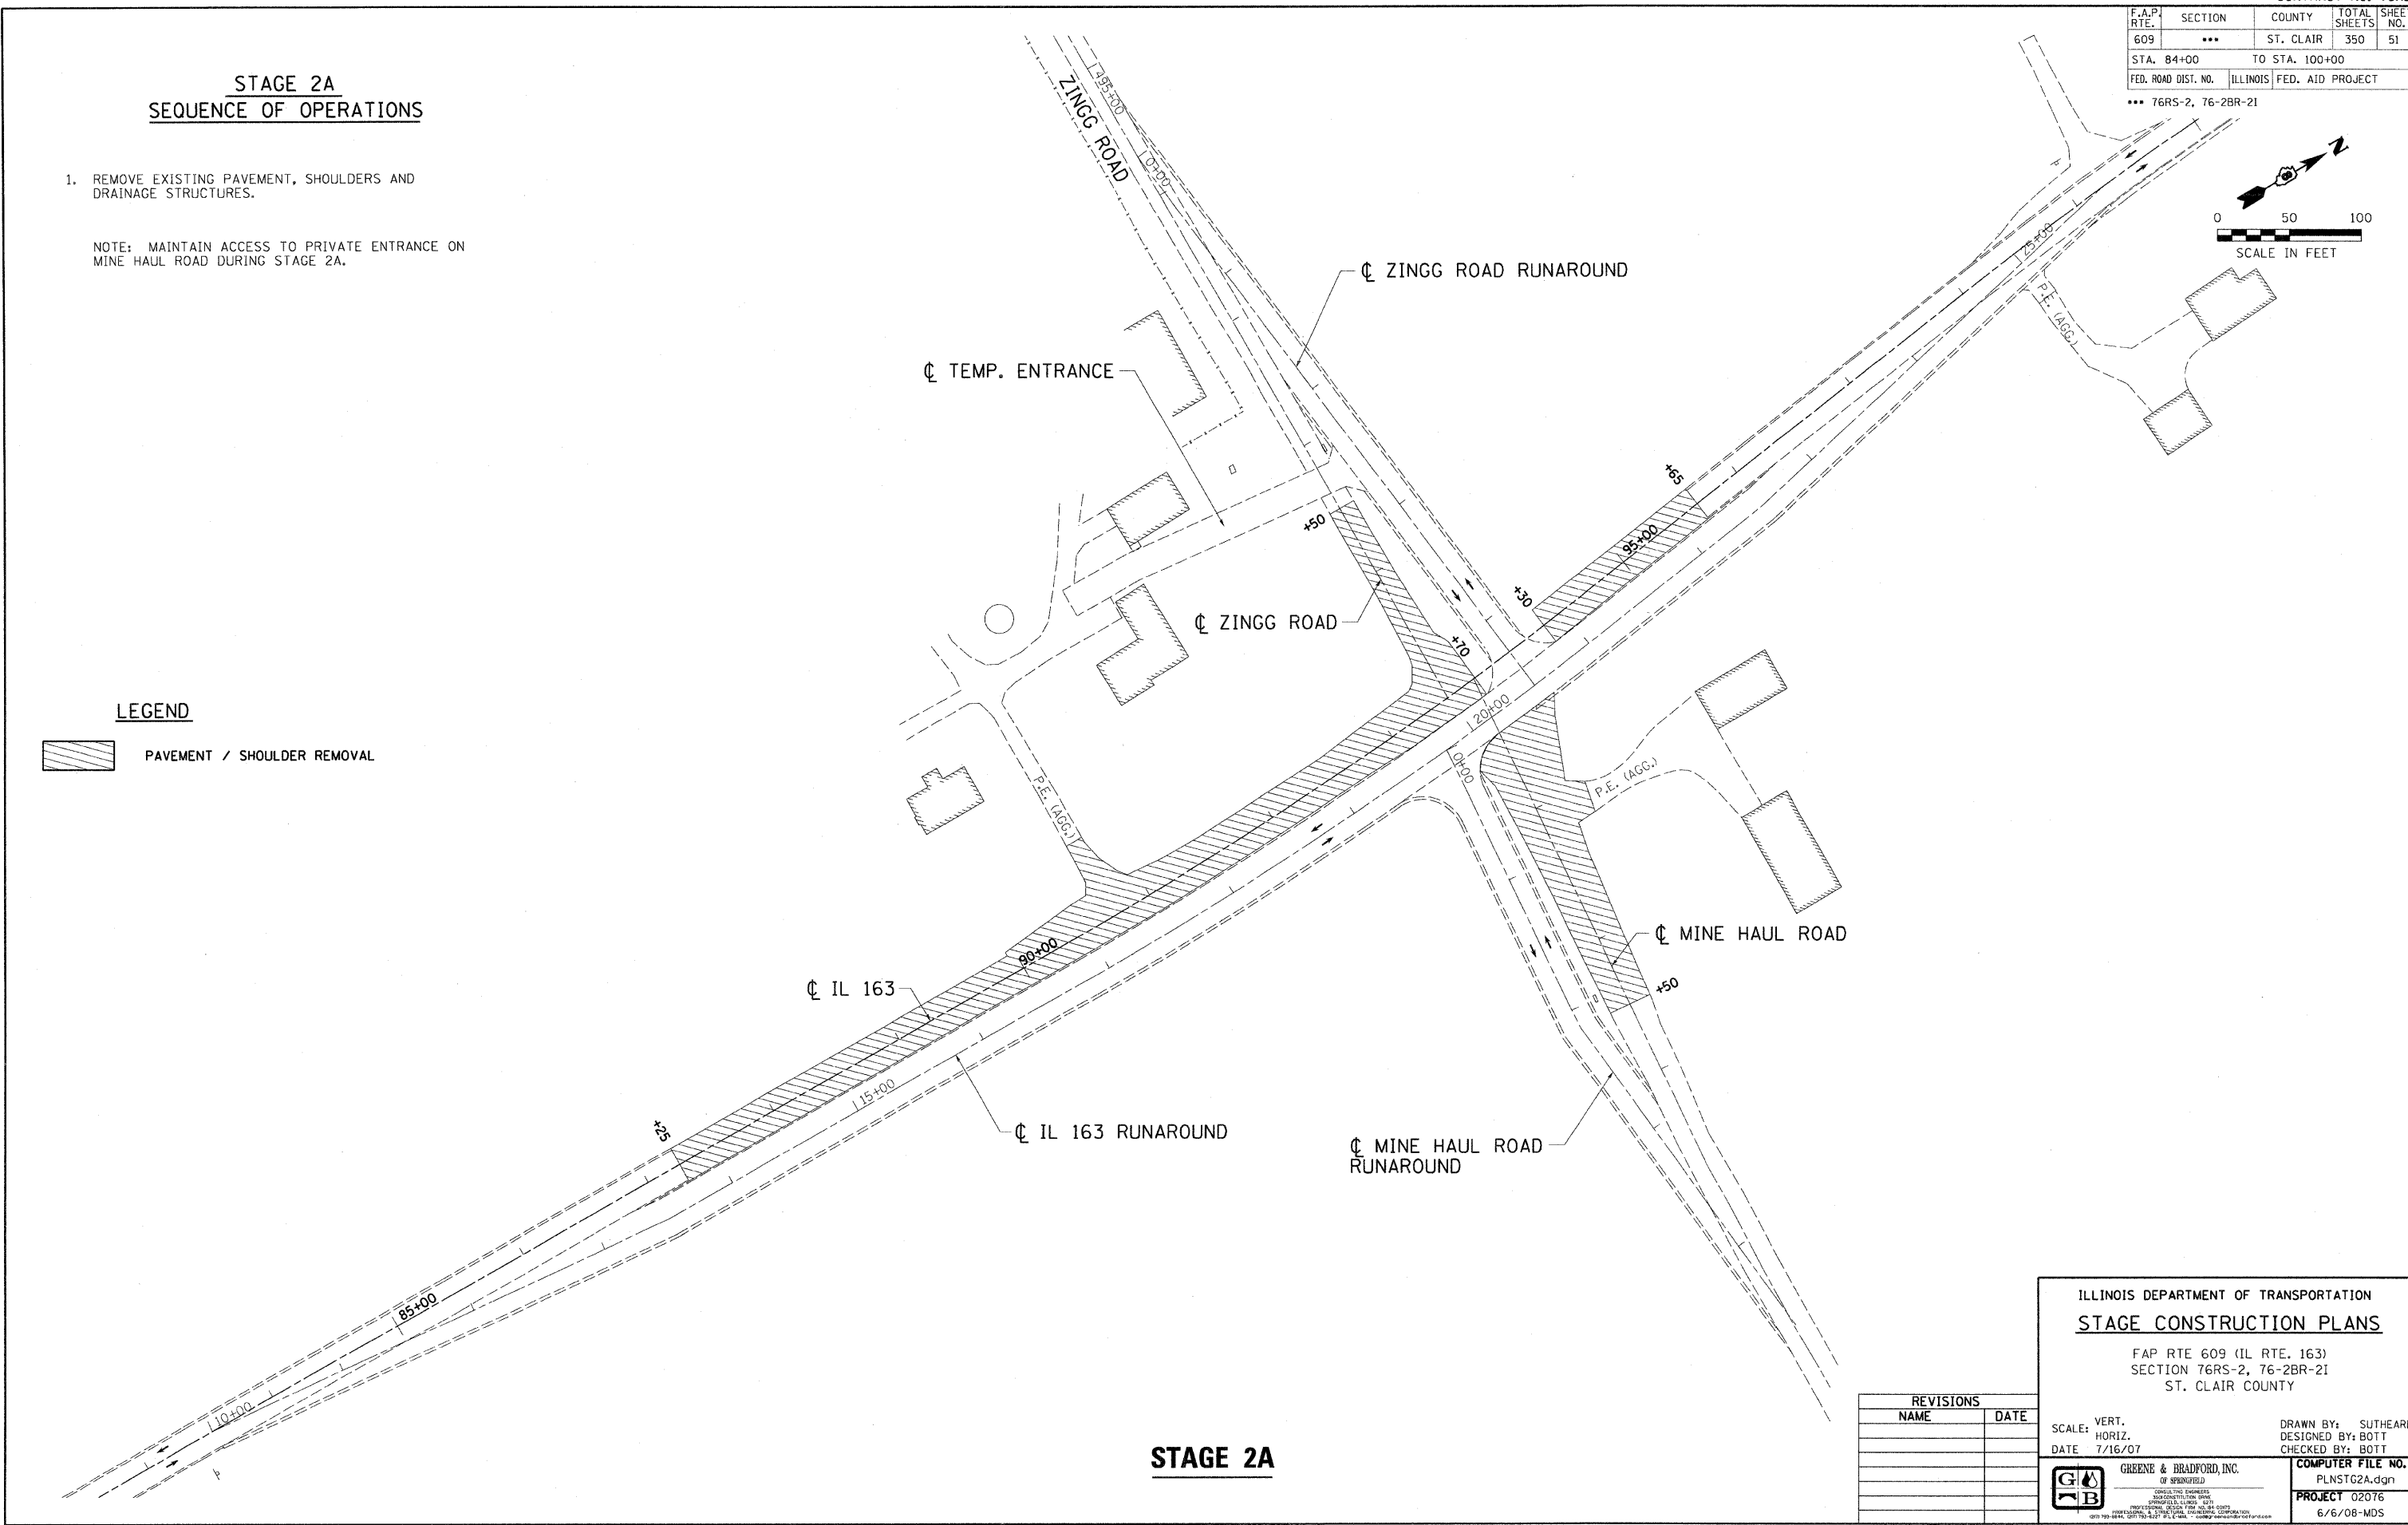 F.A.P. RTE. SECTION COUNTY TOTAL SHEETS
609 ••• ST. CLAIR 350 51
STA. 84+00 TO STA. 100+00
FED. ROAD DIST. NO. ILLINOIS FED. AID PROJECT
••• 76RS-2, 76-2BR-2I
STAGE 2A
SEQUENCE OF OPERATIONS
1. REMOVE EXISTING PAVEMENT, SHOULDERS AND
DRAINAGE STRUCTURES.
NOTE: MAINTAIN ACCESS TO PRIVATE ENTRANCE ON
MINE HAUL ROAD DURING STAGE 2A.
495+00
ZINGG ROAD
0+00
N
0 50 100
SCALE IN FEET
25+00
P.E. (AGG.)
℄ ZINGG ROAD RUNAROUND
℄ TEMP. ENTRANCE
+65
+50
95+00
+30
℄ ZINGG ROAD
+70
20+00
0+00
LEGEND
PAVEMENT / SHOULDER REMOVAL
P.E. (AGG.)
P.E. (AGG.)
℄ MINE HAUL ROAD
90+00
℄ IL 163
+50
15+00
+25
℄ IL 163 RUNAROUND
℄ MINE HAUL ROAD
RUNAROUND
85+00
10+00
STAGE 2A
REVISIONS
NAME DATE
ILLINOIS DEPARTMENT OF TRANSPORTATION
STAGE CONSTRUCTION PLANS
FAP RTE 609 (IL RTE. 163)
SECTION 76RS-2, 76-2BR-2I
ST. CLAIR COUNTY
SCALE: VERT.
HORIZ.
DATE 7/16/07
DRAWN BY:
DESIGNED BY: BOTT
CHECKED BY: BOTT
G B
GREENE & BRADFORD, INC.
OF SPRINGFIELD
CONSULTING ENGINEERS
COMPUTER FILE NO.
PLNSTG2A.dgn
PROJECT 02076
6/6/08-MDS